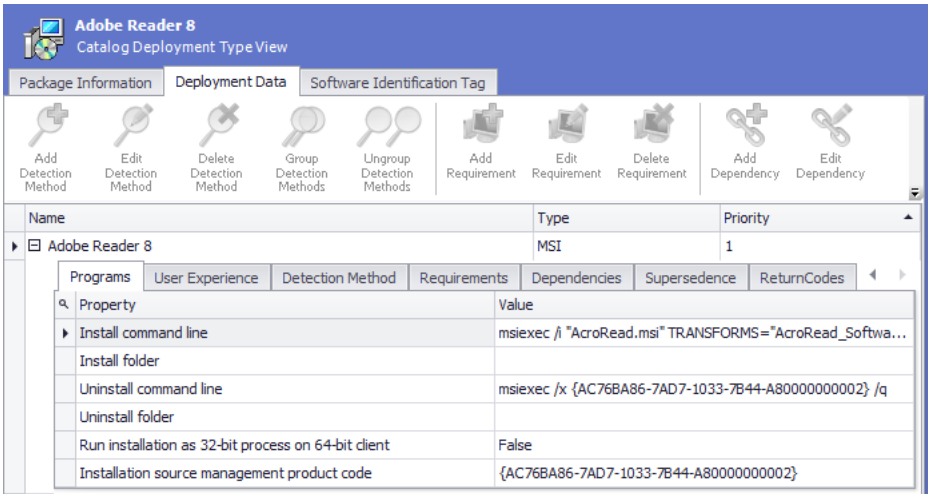 Adobe Reader 8
Catalog Deployment Type View
Package Information Deployment Data Software Identification Tag
Add Detection Method
Edit Detection Method
Delete Detection Method
Group Detection Methods
Ungroup Detection Methods
Add Requirement
Edit Requirement
Delete Requirement
Add Dependency
Edit Dependency
Name Type Priority
Adobe Reader 8 MSI 1
Programs User Experience Detection Method Requirements Dependencies Supersedence ReturnCodes
Property Value
Install command line msiexec /i "AcroRead.msi" TRANSFORMS="AcroRead_Softwa...
Install folder
Uninstall command line msiexec /x {AC76BA86-7AD7-1033-7B44-A80000000002} /q
Uninstall folder
Run installation as 32-bit process on 64-bit client False
Installation source management product code {AC76BA86-7AD7-1033-7B44-A80000000002}